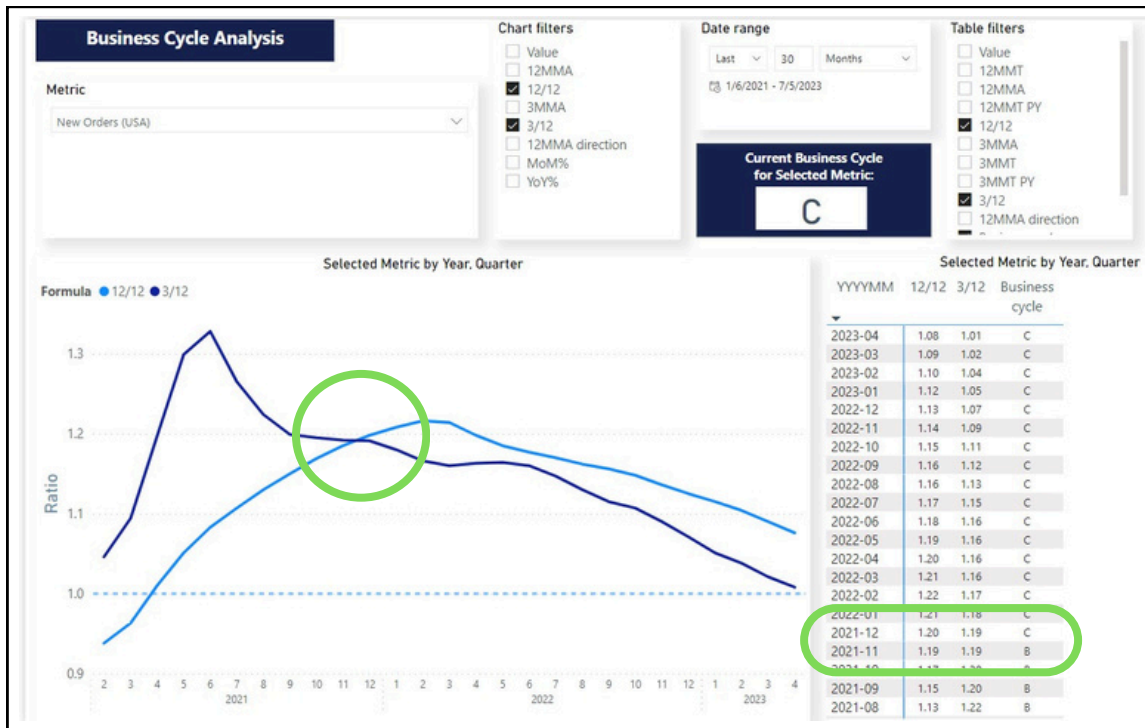 Business Cycle Analysis
Metric
New Orders (USA)
Chart filters
Value
12MMA
12/12
3MMA
3/12
12MMA direction
MoM%
YoY%
Date range
Last 30 Months
1/6/2021 - 7/5/2023
Current Business Cycle
for Selected Metric:
C
Table filters
Value
12MMT
12MMA
12MMT PY
12/12
3MMA
3MMT
3MMT PY
3/12
12MMA direction
Selected Metric by Year, Quarter
Formula 12/12 3/12
Ratio
1.3
1.2
1.1
1.0
0.9
2 3 4 5 6 7 8 9 10 11 12 1 2 3 4 5 6 7 8 9 10 11 12 1 2 3 4
2021 2022 2023
Selected Metric by Year, Quarter
YYYYMM 12/12 3/12 Business
cycle
2023-04 1.08 1.01 C
2023-03 1.09 1.02 C
2023-02 1.10 1.04 C
2023-01 1.12 1.05 C
2022-12 1.13 1.07 C
2022-11 1.14 1.09 C
2022-10 1.15 1.11 C
2022-09 1.16 1.12 C
2022-08 1.16 1.13 C
2022-07 1.17 1.15 C
2022-06 1.18 1.16 C
2022-05 1.19 1.16 C
2022-04 1.20 1.16 C
2022-03 1.21 1.16 C
2022-02 1.22 1.17 C
2022-01 1.21 1.18 C
2021-12 1.20 1.19 C
2021-11 1.19 1.19 B
2021-09 1.15 1.20 B
2021-08 1.13 1.22 B